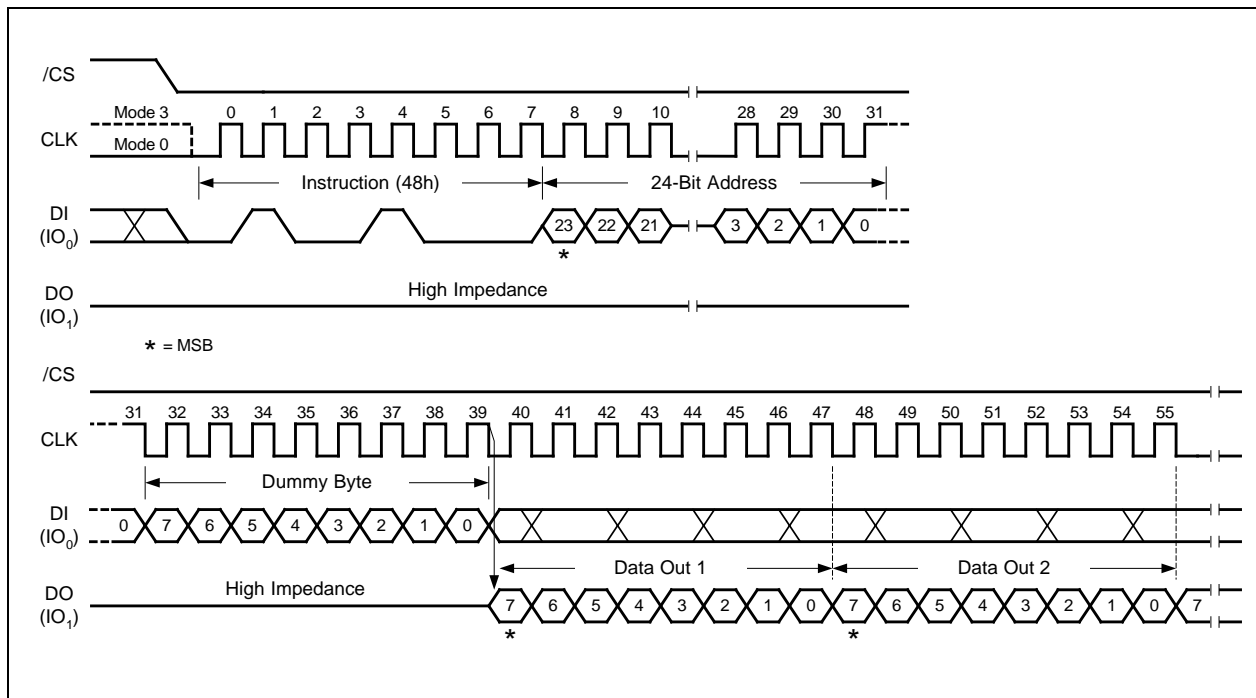 /CS
Mode 3 0 1 2 3 4 5 6 7 8 9 10 28 29 30 31
CLK
Mode 0
Instruction (48h) 24-Bit Address
DI
(IO0) 23 22 21 3 2 1 0
*
High Impedance
DO
(IO1)
* = MSB
/CS
31 32 33 34 35 36 37 38 39 40 41 42 43 44 45 46 47 48 49 50 51 52 53 54 55
CLK
Dummy Byte
DI
(IO0) 0 7 6 5 4 3 2 1 0
Data Out 1 Data Out 2
High Impedance
DO
(IO1) 7 6 5 4 3 2 1 0 7 6 5 4 3 2 1 0 7
* *